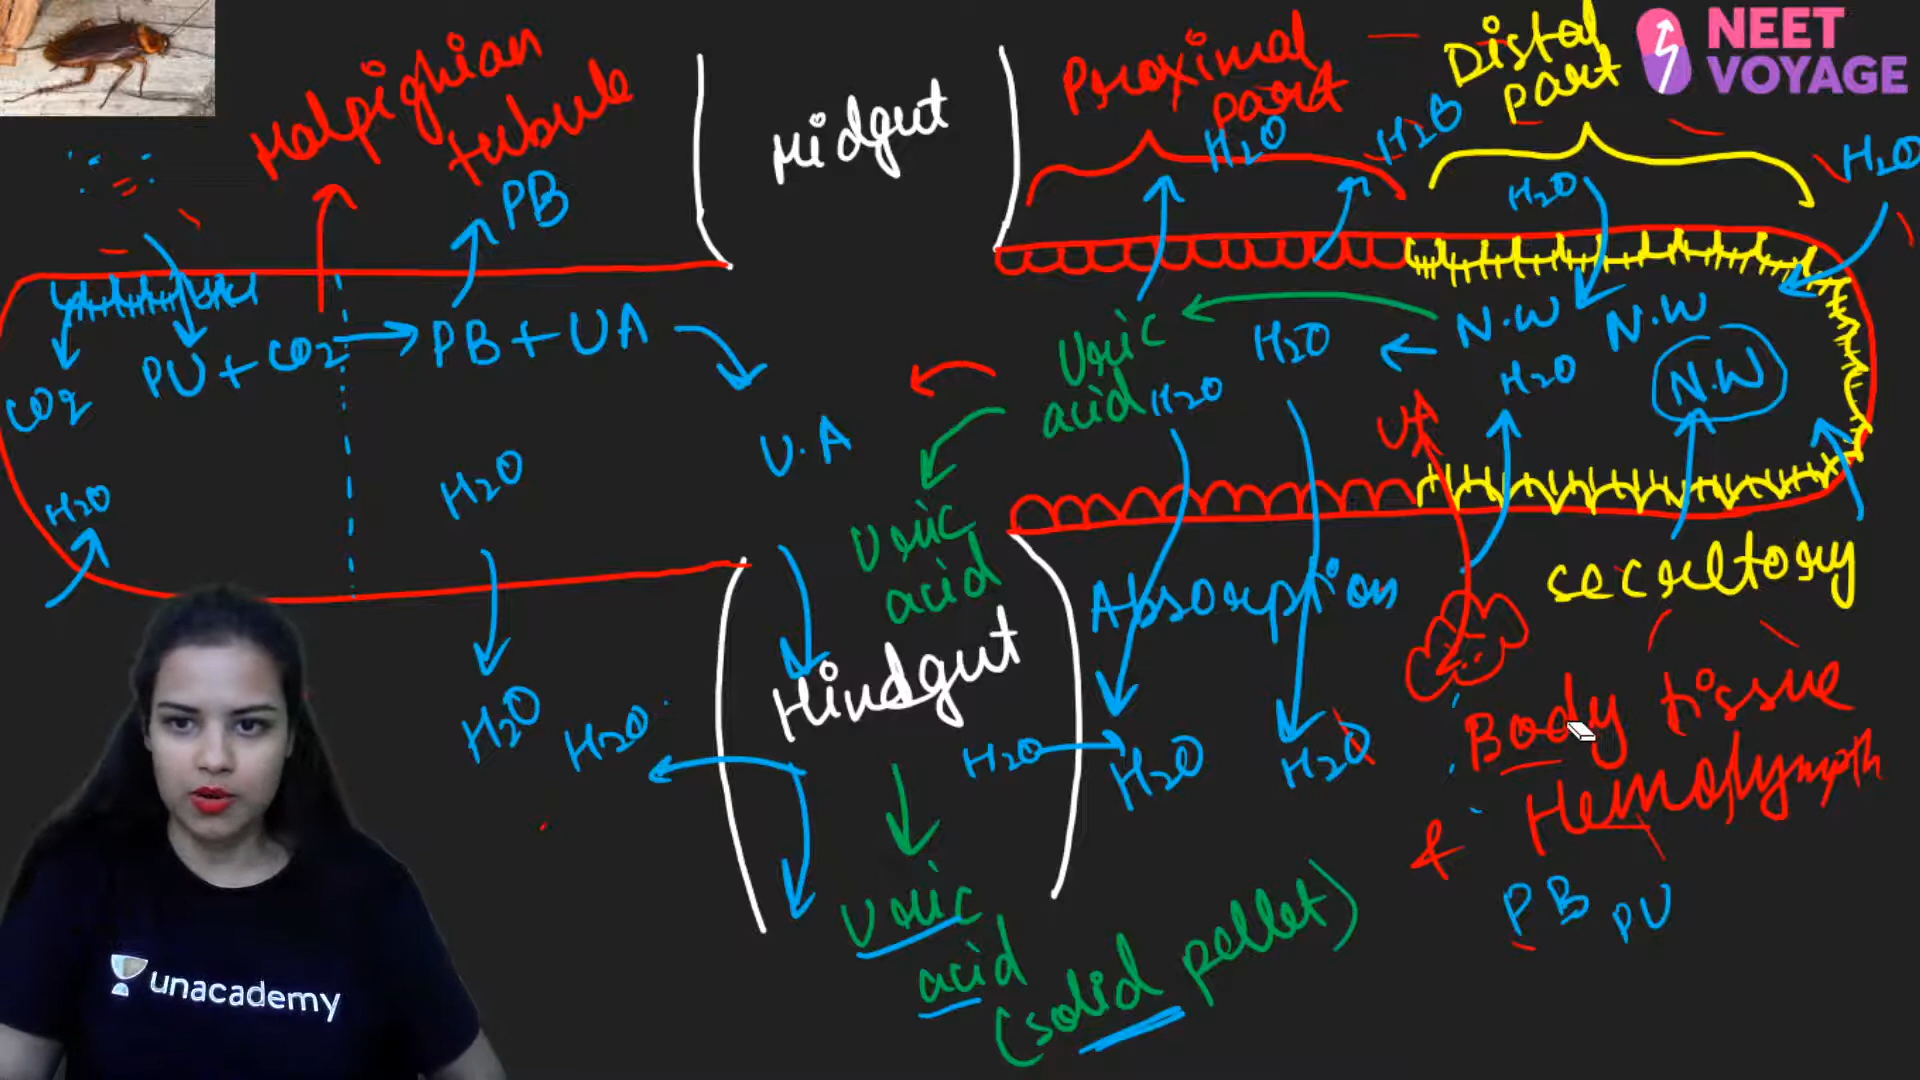 Malpighian
tubule
Midgut
Proximal
part
Distal
part
NEET
VOYAGE
PB
H2O
H2O
H2O
H2O
CO2
PU + CO2
PB + UA
U.A
H2O
H2O
H2O
H2O
Uric
acid
H2O
H2O
N.W
N.W
H2O
N.W
UA
Uric
acid
Hindgut
Absorption
secretory
Body tissue
& Hemolymph
PB PU
H2O
H2O
H2O
Uric
acid
(solid pellet)
unacademy